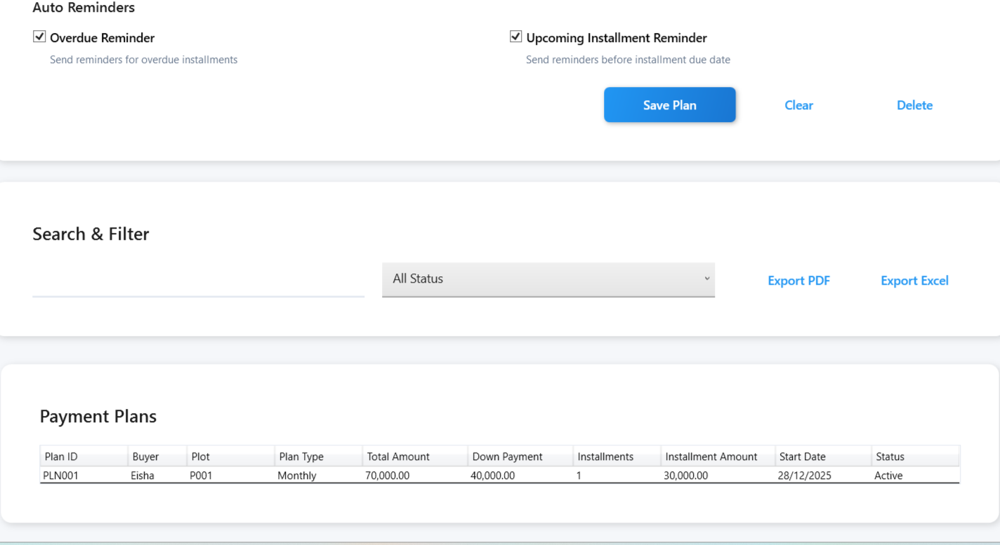 Auto Reminders
Overdue Reminder
Upcoming Installment Reminder
Send reminders for overdue installments
Send reminders before installment due date
Save Plan
Clear
Delete
Search & Filter
All Status
Export PDF
Export Excel
Payment Plans
Plan ID Buyer Plot Plan Type Total Amount Down Payment Installments Installment Amount Start Date Status
PLN001 Eisha P001 Monthly 70,000.00 40,000.00 1 30,000.00 28/12/2025 Active